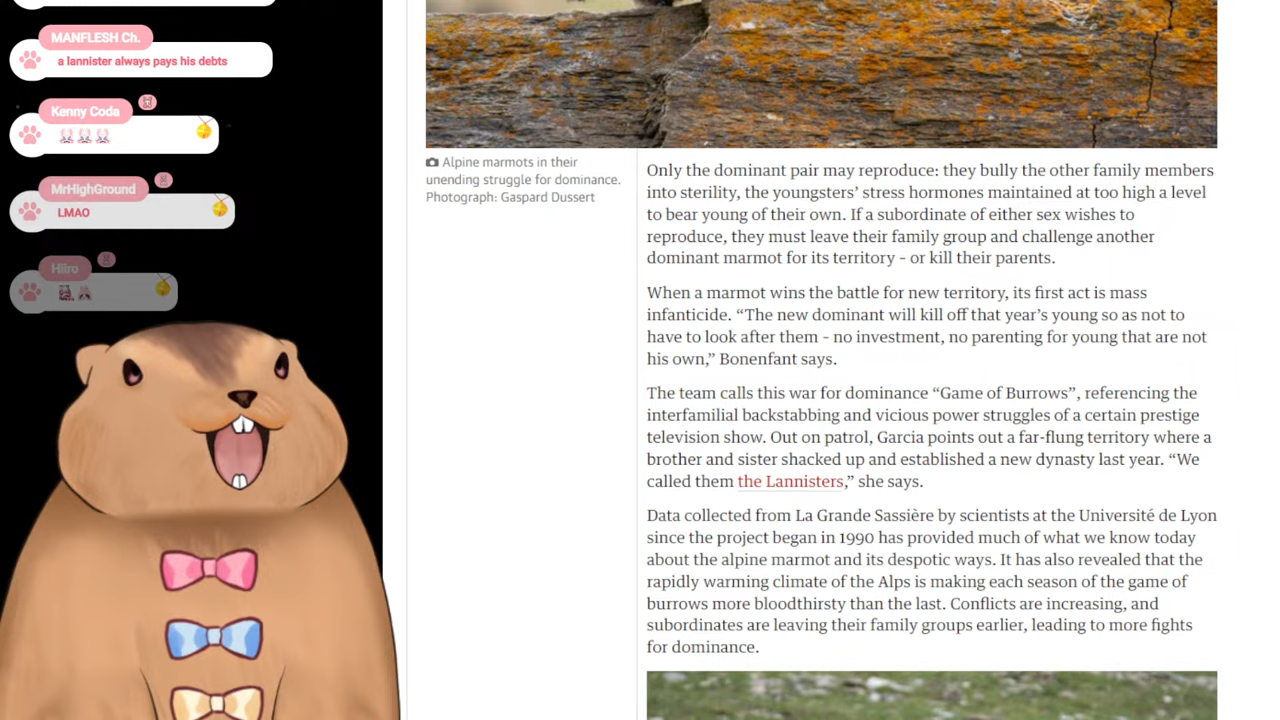 MANFLESH Ch.
a lannister always pays his debts
Kenny Coda
MrHighGround
LMAO
Hiiro
Alpine marmots in their
unending struggle for dominance.
Photograph: Gaspard Dussert
Only the dominant pair may reproduce: they bully the other family members
into sterility, the youngsters’ stress hormones maintained at too high a level
to bear young of their own. If a subordinate of either sex wishes to
reproduce, they must leave their family group and challenge another
dominant marmot for its territory – or kill their parents.
When a marmot wins the battle for new territory, its first act is mass
infanticide. “The new dominant will kill off that year’s young so as not to
have to look after them – no investment, no parenting for young that are not
his own,” Bonenfant says.
The team calls this war for dominance “Game of Burrows”, referencing the
interfamilial backstabbing and vicious power struggles of a certain prestige
television show. Out on patrol, Garcia points out a far-flung territory where a
brother and sister shacked up and established a new dynasty last year. “We
called them the Lannisters,” she says.
Data collected from La Grande Sassière by scientists at the Université de Lyon
since the project began in 1990 has provided much of what we know today
about the alpine marmot and its despotic ways. It has also revealed that the
rapidly warming climate of the Alps is making each season of the game of
burrows more bloodthirsty than the last. Conflicts are increasing, and
subordinates are leaving their family groups earlier, leading to more fights
for dominance.